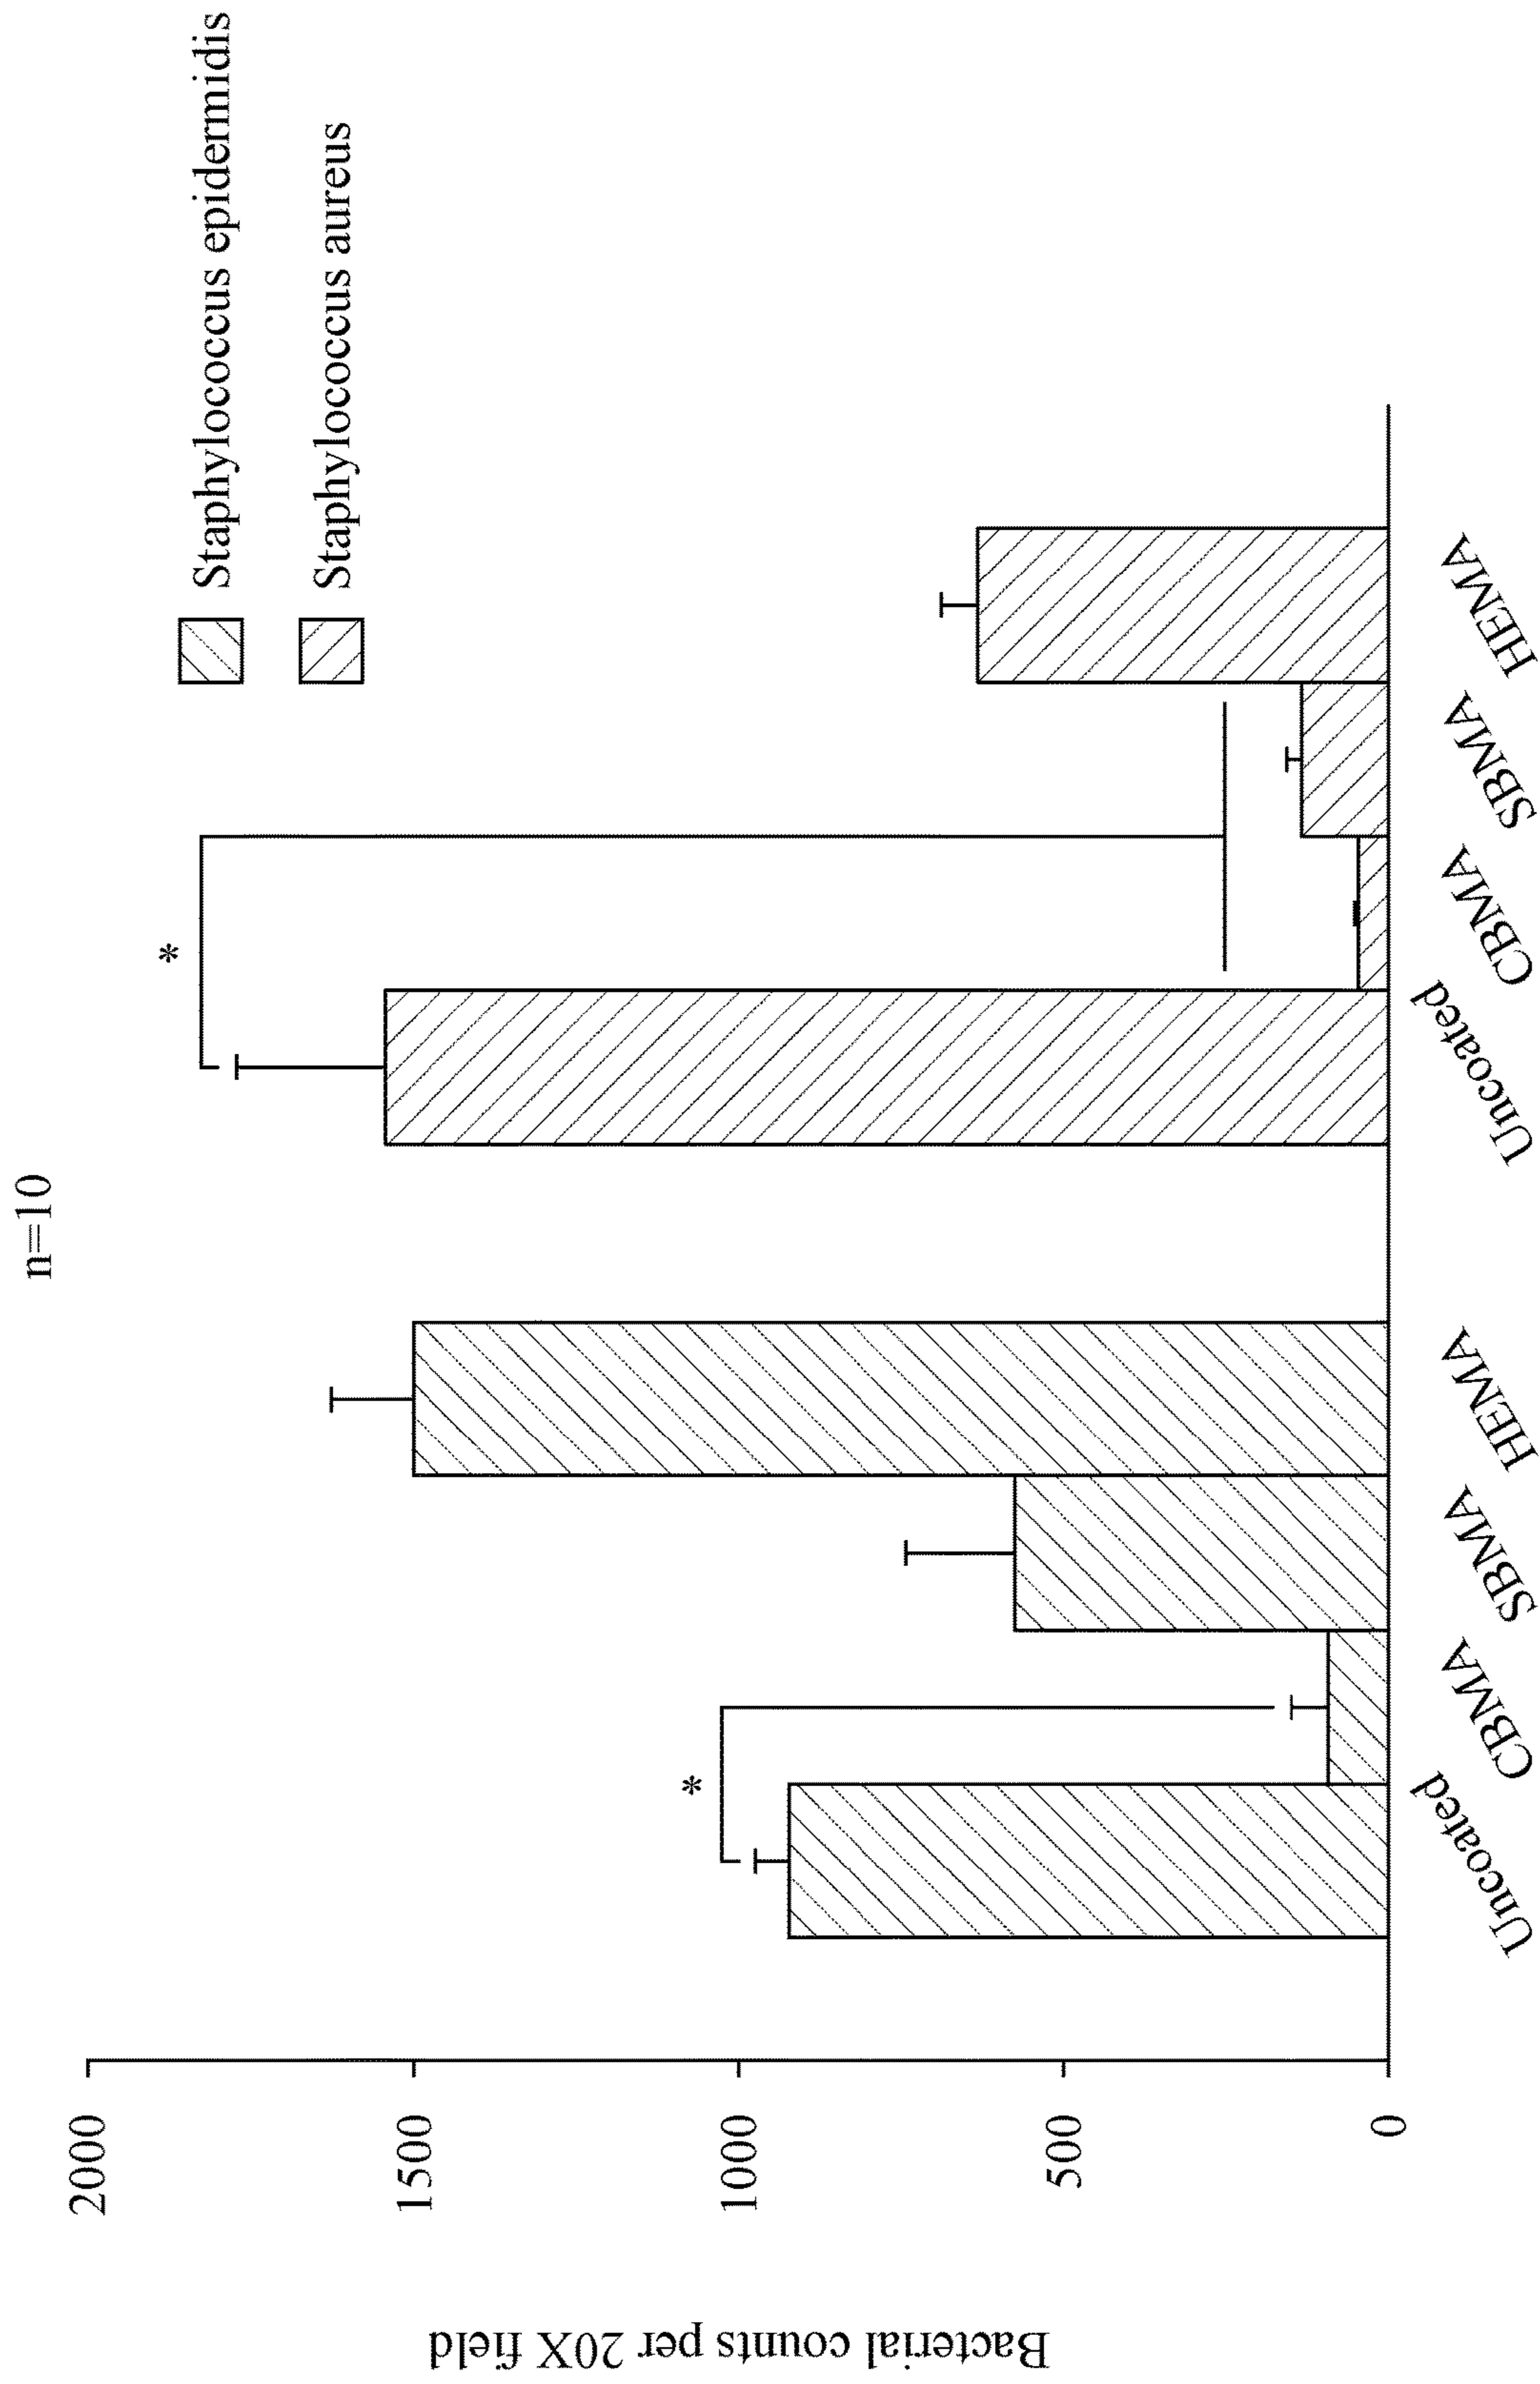 n=10
Staphylococcus epidermidis
Staphylococcus aureus
Bacterial counts per 20X field
2000
1500
1000
500
0
Uncoated
CBMA
SBMA
HEMA
Uncoated
CBMA
SBMA
HEMA
*
*